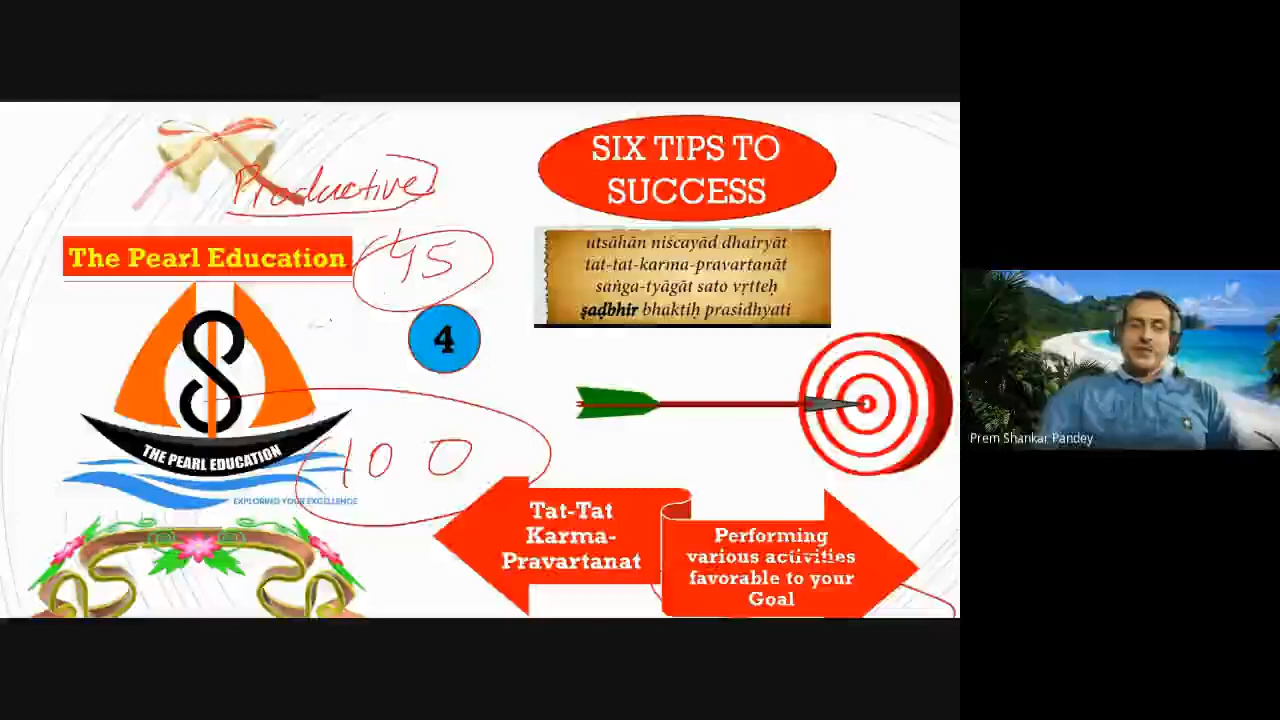 Productive
SIX TIPS TO
SUCCESS
The Pearl Education
45
utsāhān niścayād dhairyāt
tat-tat-karma-pravartanāt
saṅga-tyāgāt sato vṛtteḥ
ṣaḍbhir bhaktiḥ prasidhyati
4
THE PEARL EDUCATION
EXPLORING YOUR EXCELLENCE
100
Tat-Tat
Karma-
Pravartanat
Performing
various activities
favorable to your
Goal
Prem Shankar Pandey